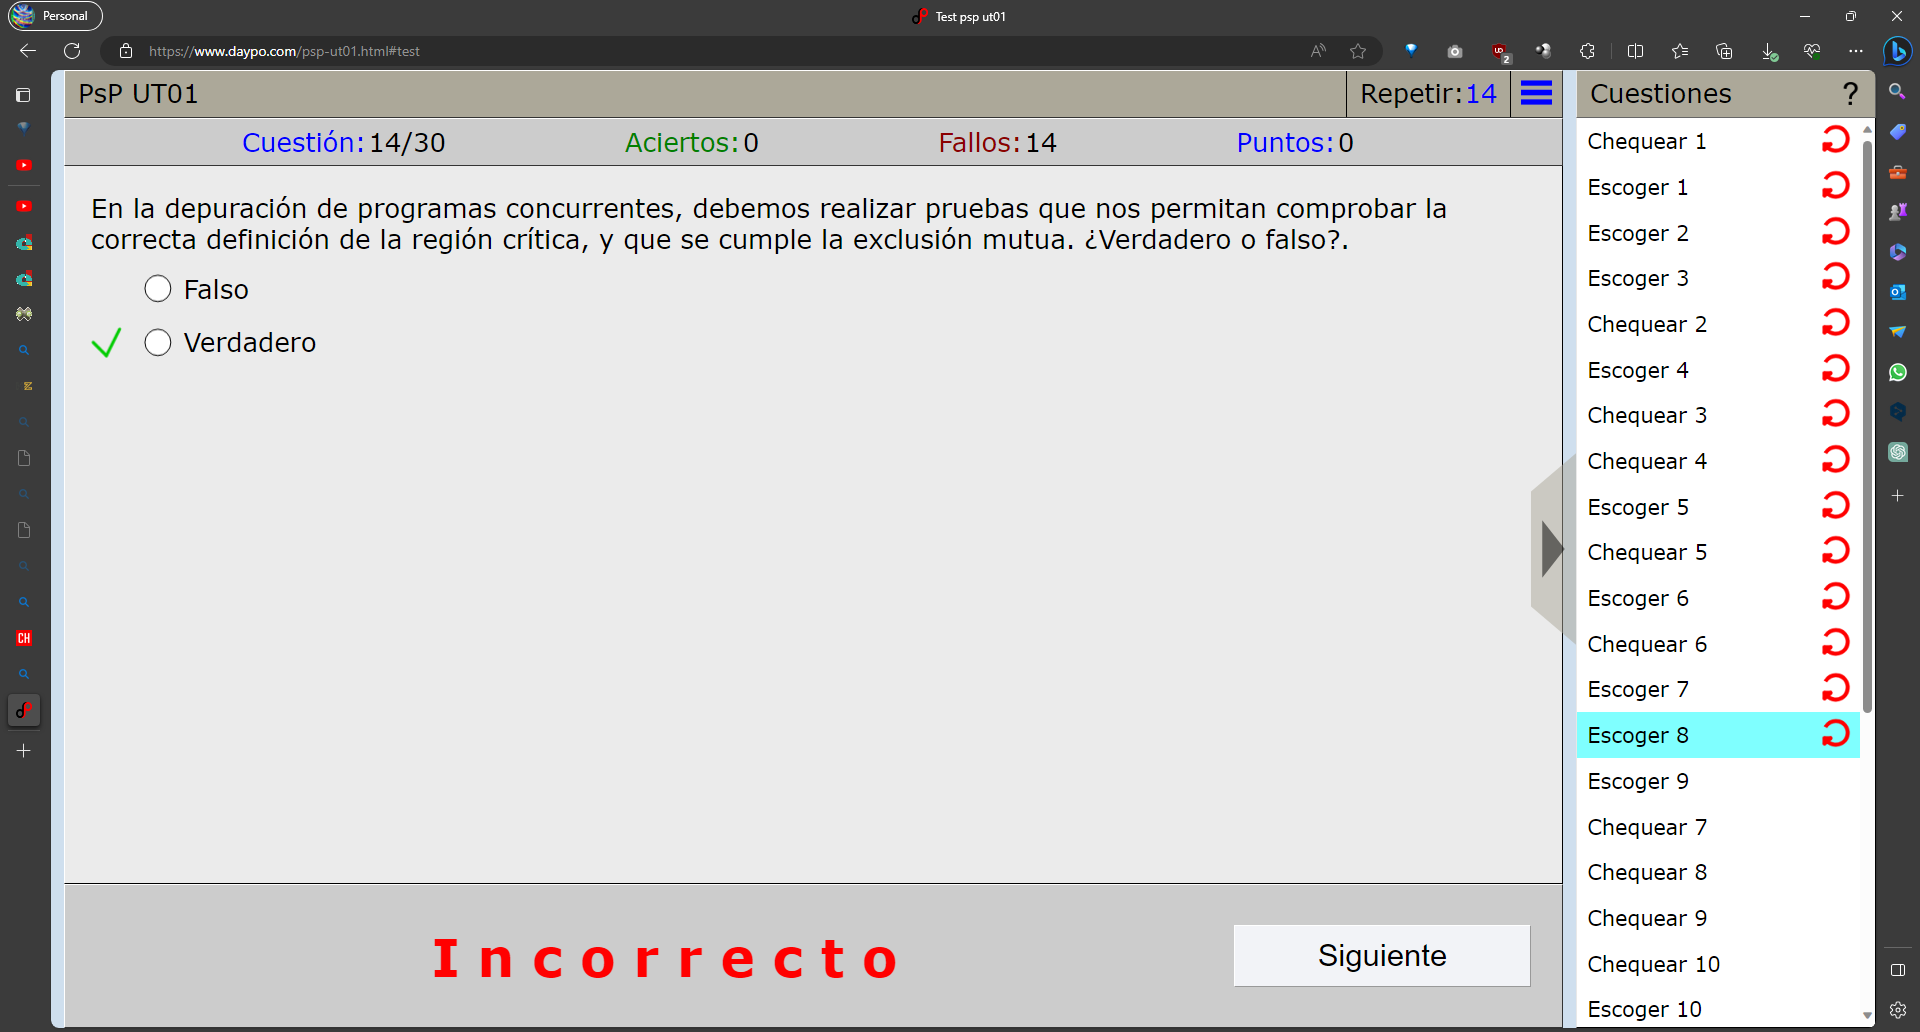 Personal
Test psp ut01
https://www.daypo.com/psp-ut01.html#test
PsP UT01
Repetir:14
Cuestiones
?
Cuestión:14/30
Aciertos:0
Fallos:14
Puntos:0
En la depuración de programas concurrentes, debemos realizar pruebas que nos permitan comprobar la
correcta definición de la región crítica, y que se cumple la exclusión mutua. ¿Verdadero o falso?.
Falso
Verdadero
Incorrecto
Siguiente
Chequear 1
Escoger 1
Escoger 2
Escoger 3
Chequear 2
Escoger 4
Chequear 3
Chequear 4
Escoger 5
Chequear 5
Escoger 6
Chequear 6
Escoger 7
Escoger 8
Escoger 9
Chequear 7
Chequear 8
Chequear 9
Chequear 10
Escoger 10
CH
2